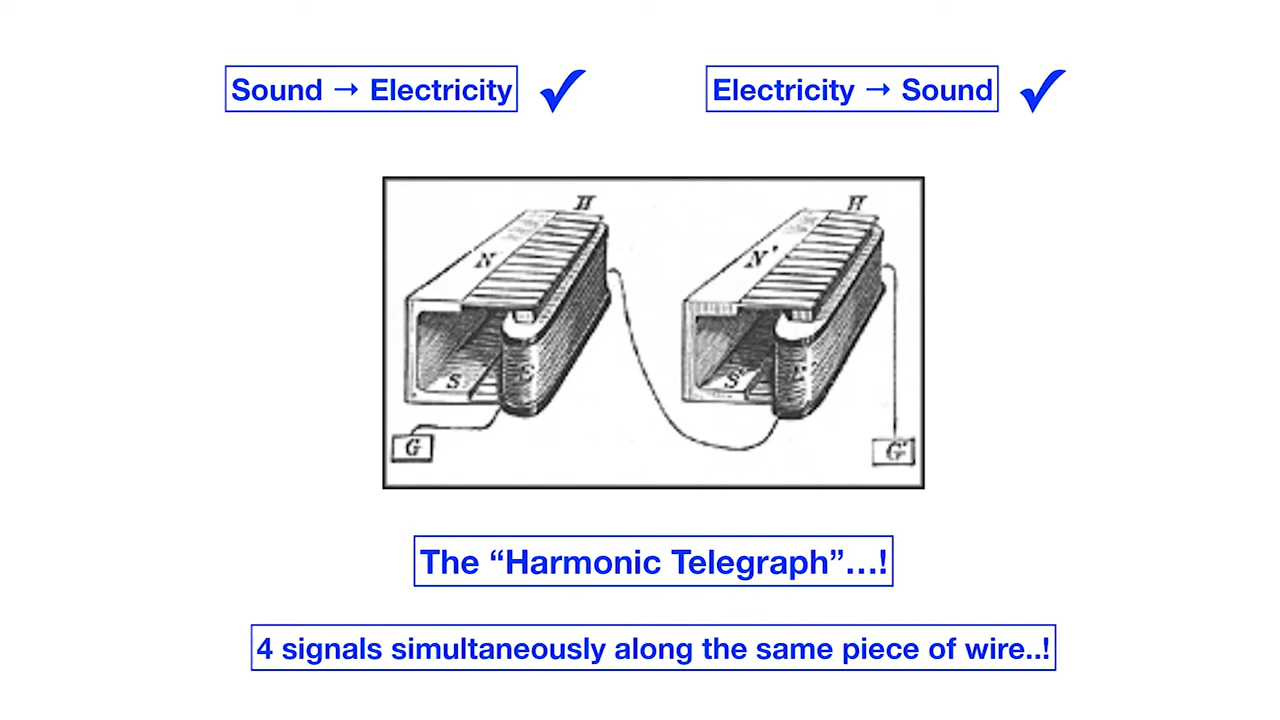 Sound → Electricity ✓
Electricity → Sound ✓
H
H'
N
N'
S
E
S'
E'
G
G'
The “Harmonic Telegraph”…!
4 signals simultaneously along the same piece of wire..!